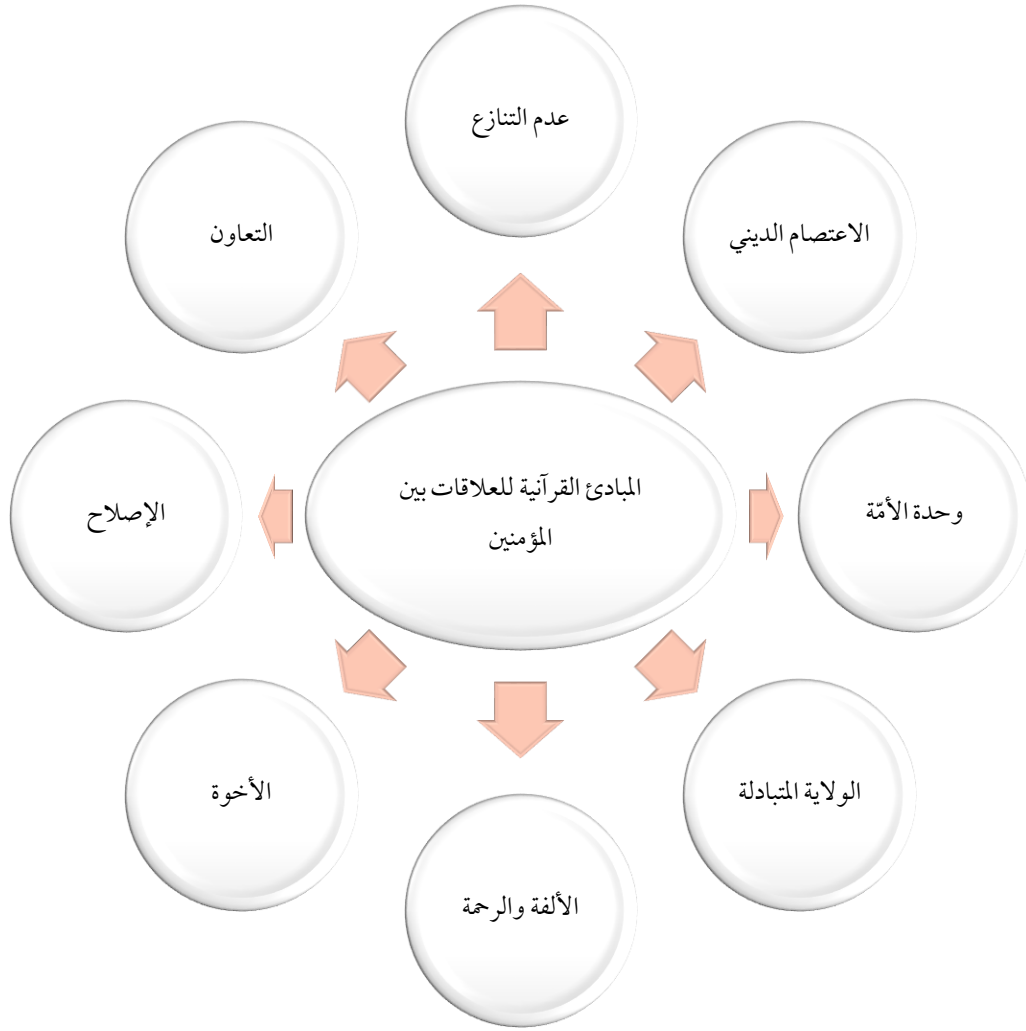 عدم التنازع
الاعتصام الديني
التعاون
المبادئ القرآنية للعلاقات بين
المؤمنين
وحدة الأمّة
الإصلاح
الولاية المتبادلة
الأخوة
الألفة والرحمة